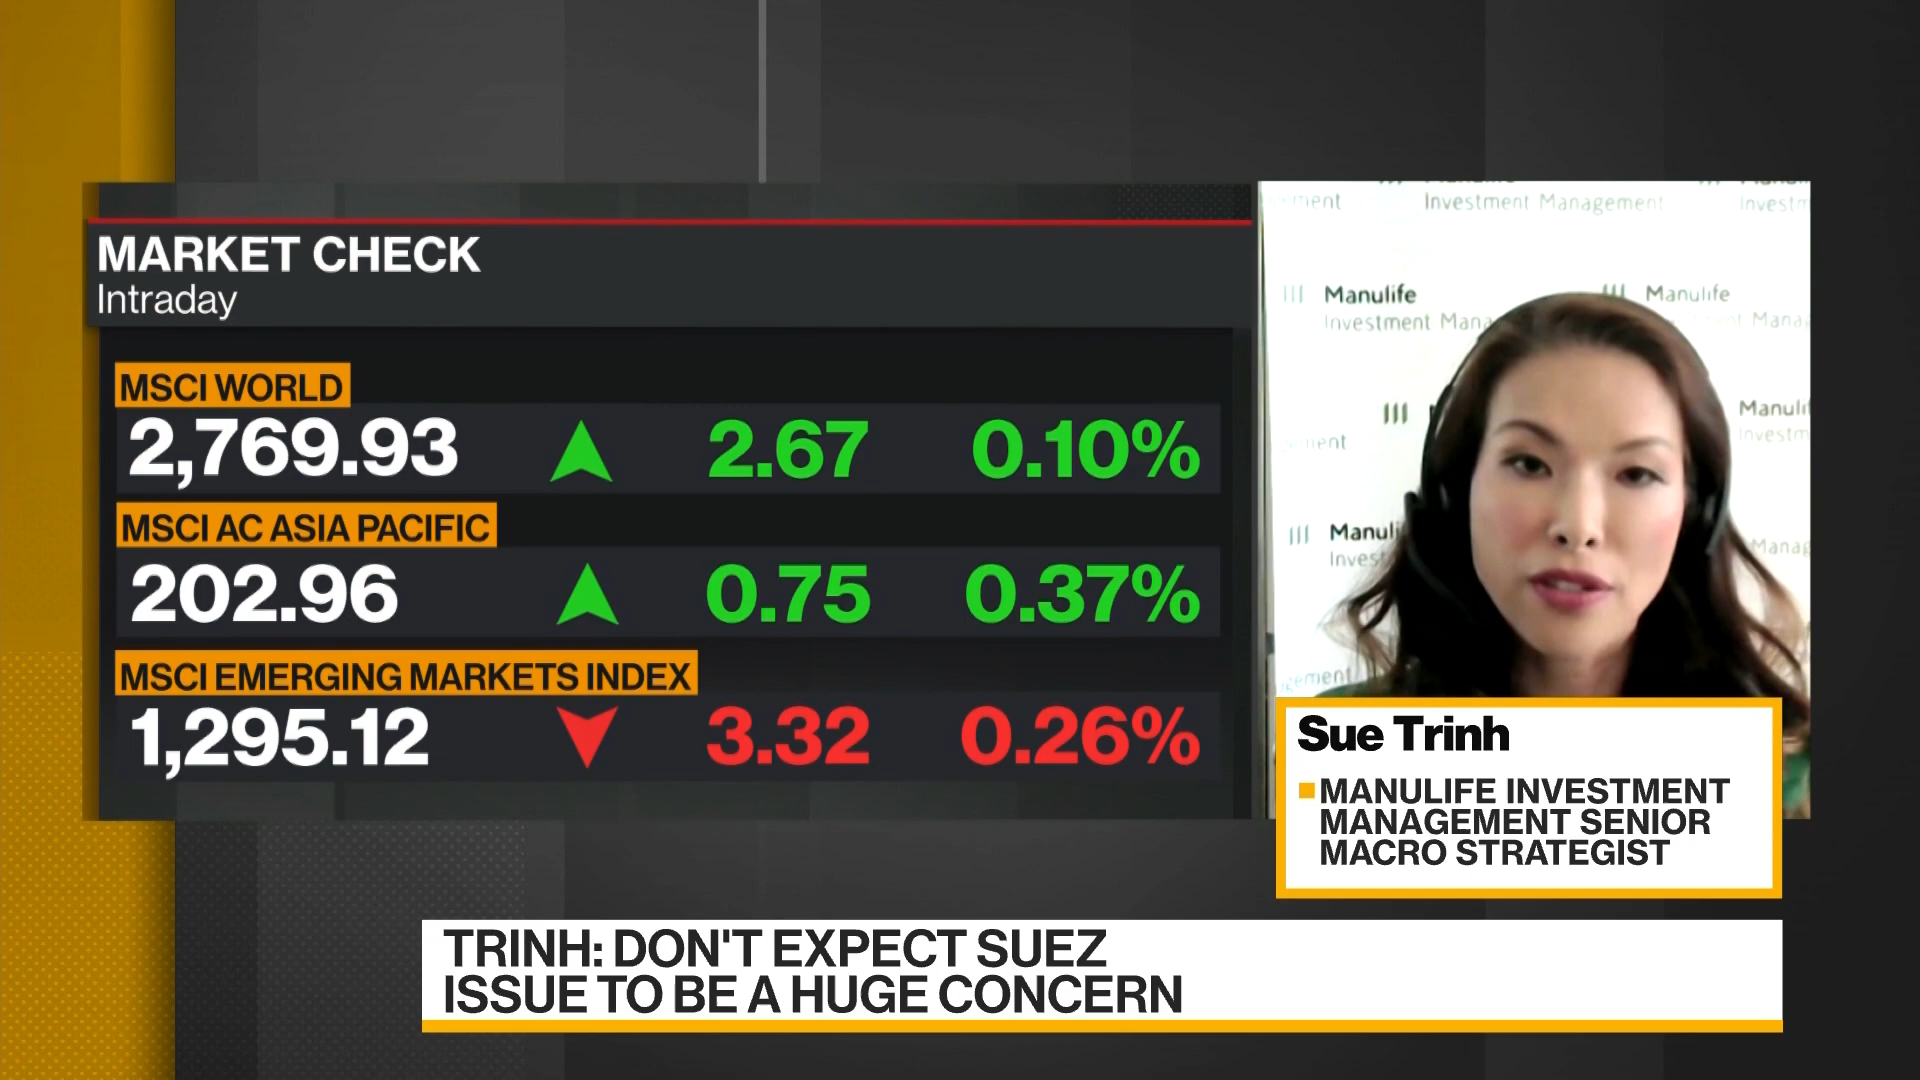 MARKET CHECK
Intraday
MSCI WORLD
2,769.93 2.67 0.10%
MSCI AC ASIA PACIFIC
202.96 0.75 0.37%
MSCI EMERGING MARKETS INDEX
1,295.12 3.32 0.26%
Investment Management
Manulife
Manulife
Investment
Manulife
Sue Trinh
MANULIFE INVESTMENT
MANAGEMENT SENIOR
MACRO STRATEGIST
TRINH: DON'T EXPECT SUEZ
ISSUE TO BE A HUGE CONCERN